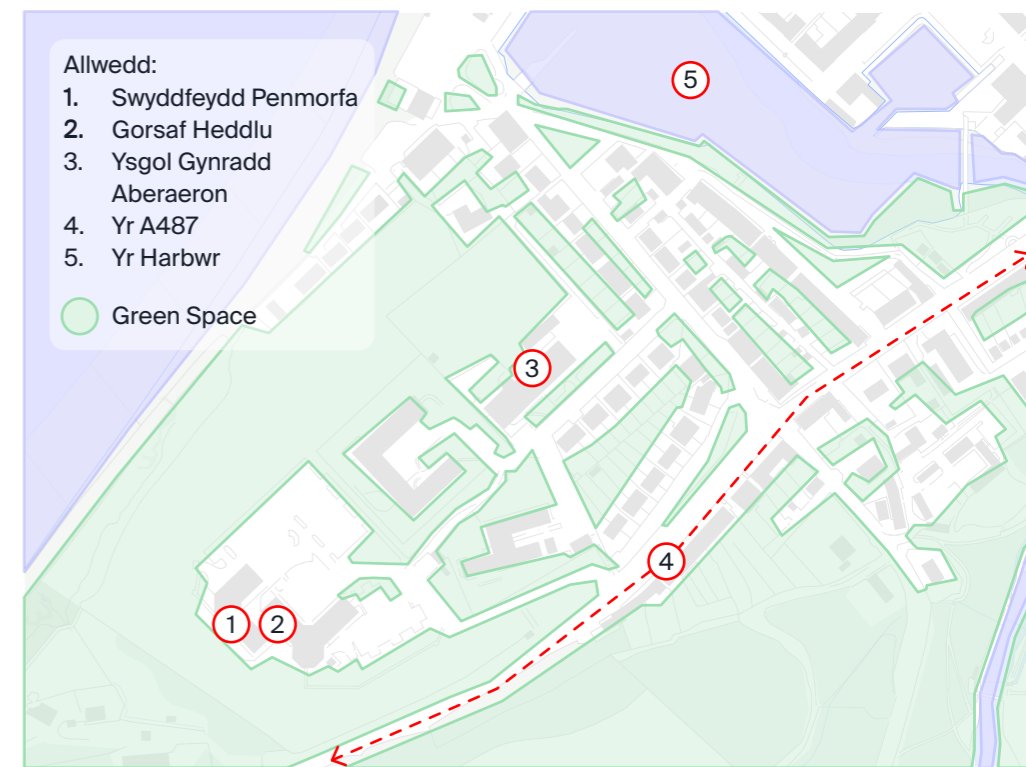 Allwedd:
1. Swyddfeydd Penmorfa
2. Gorsaf Heddlu
3. Ysgol Gynradd
Aberaeron
4. Yr A487
5. Yr Harbwr
Green Space
5
3
4
1
2